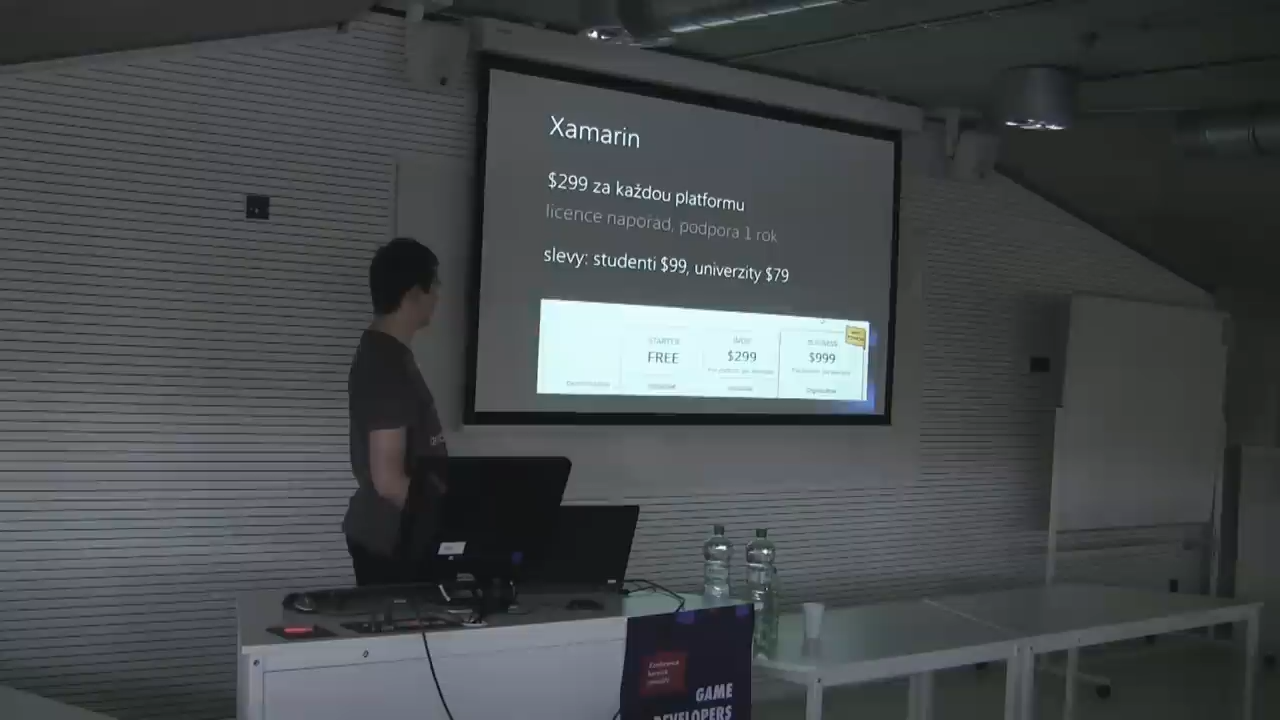 Xamarin
$299 za každou platformu
licence napořád, podpora 1 rok
slevy: studenti $99, univerzity $79
STARTER
INDIE
BUSINESS
FREE
$299
$999
GAME
DEVELOPERS